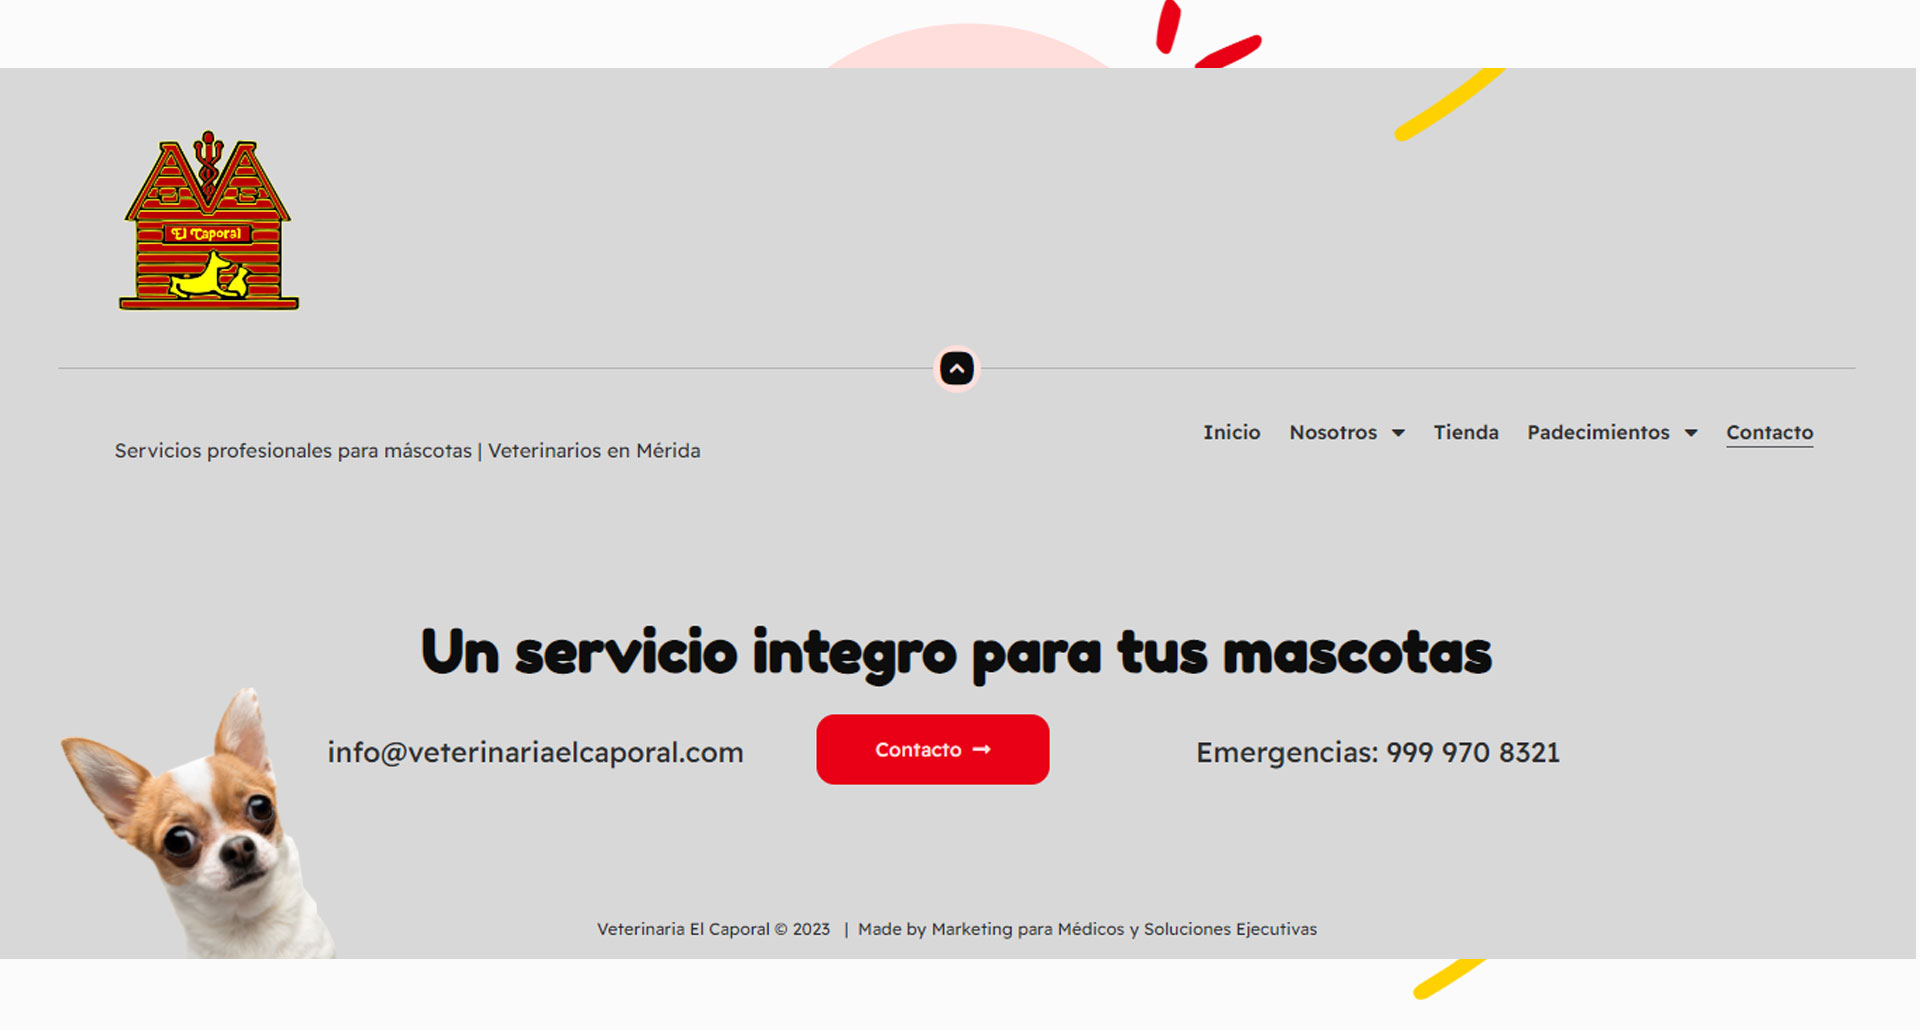 El Caporal
Inicio Nosotros Tienda Padecimientos Contacto
Servicios profesionales para máscotas | Veterinarios en Mérida
Un servicio integro para tus mascotas
info@veterinariaelcaporal.com
Contacto →
Emergencias: 999 970 8321
Veterinaria El Caporal © 2023 | Made by Marketing para Médicos y Soluciones Ejecutivas